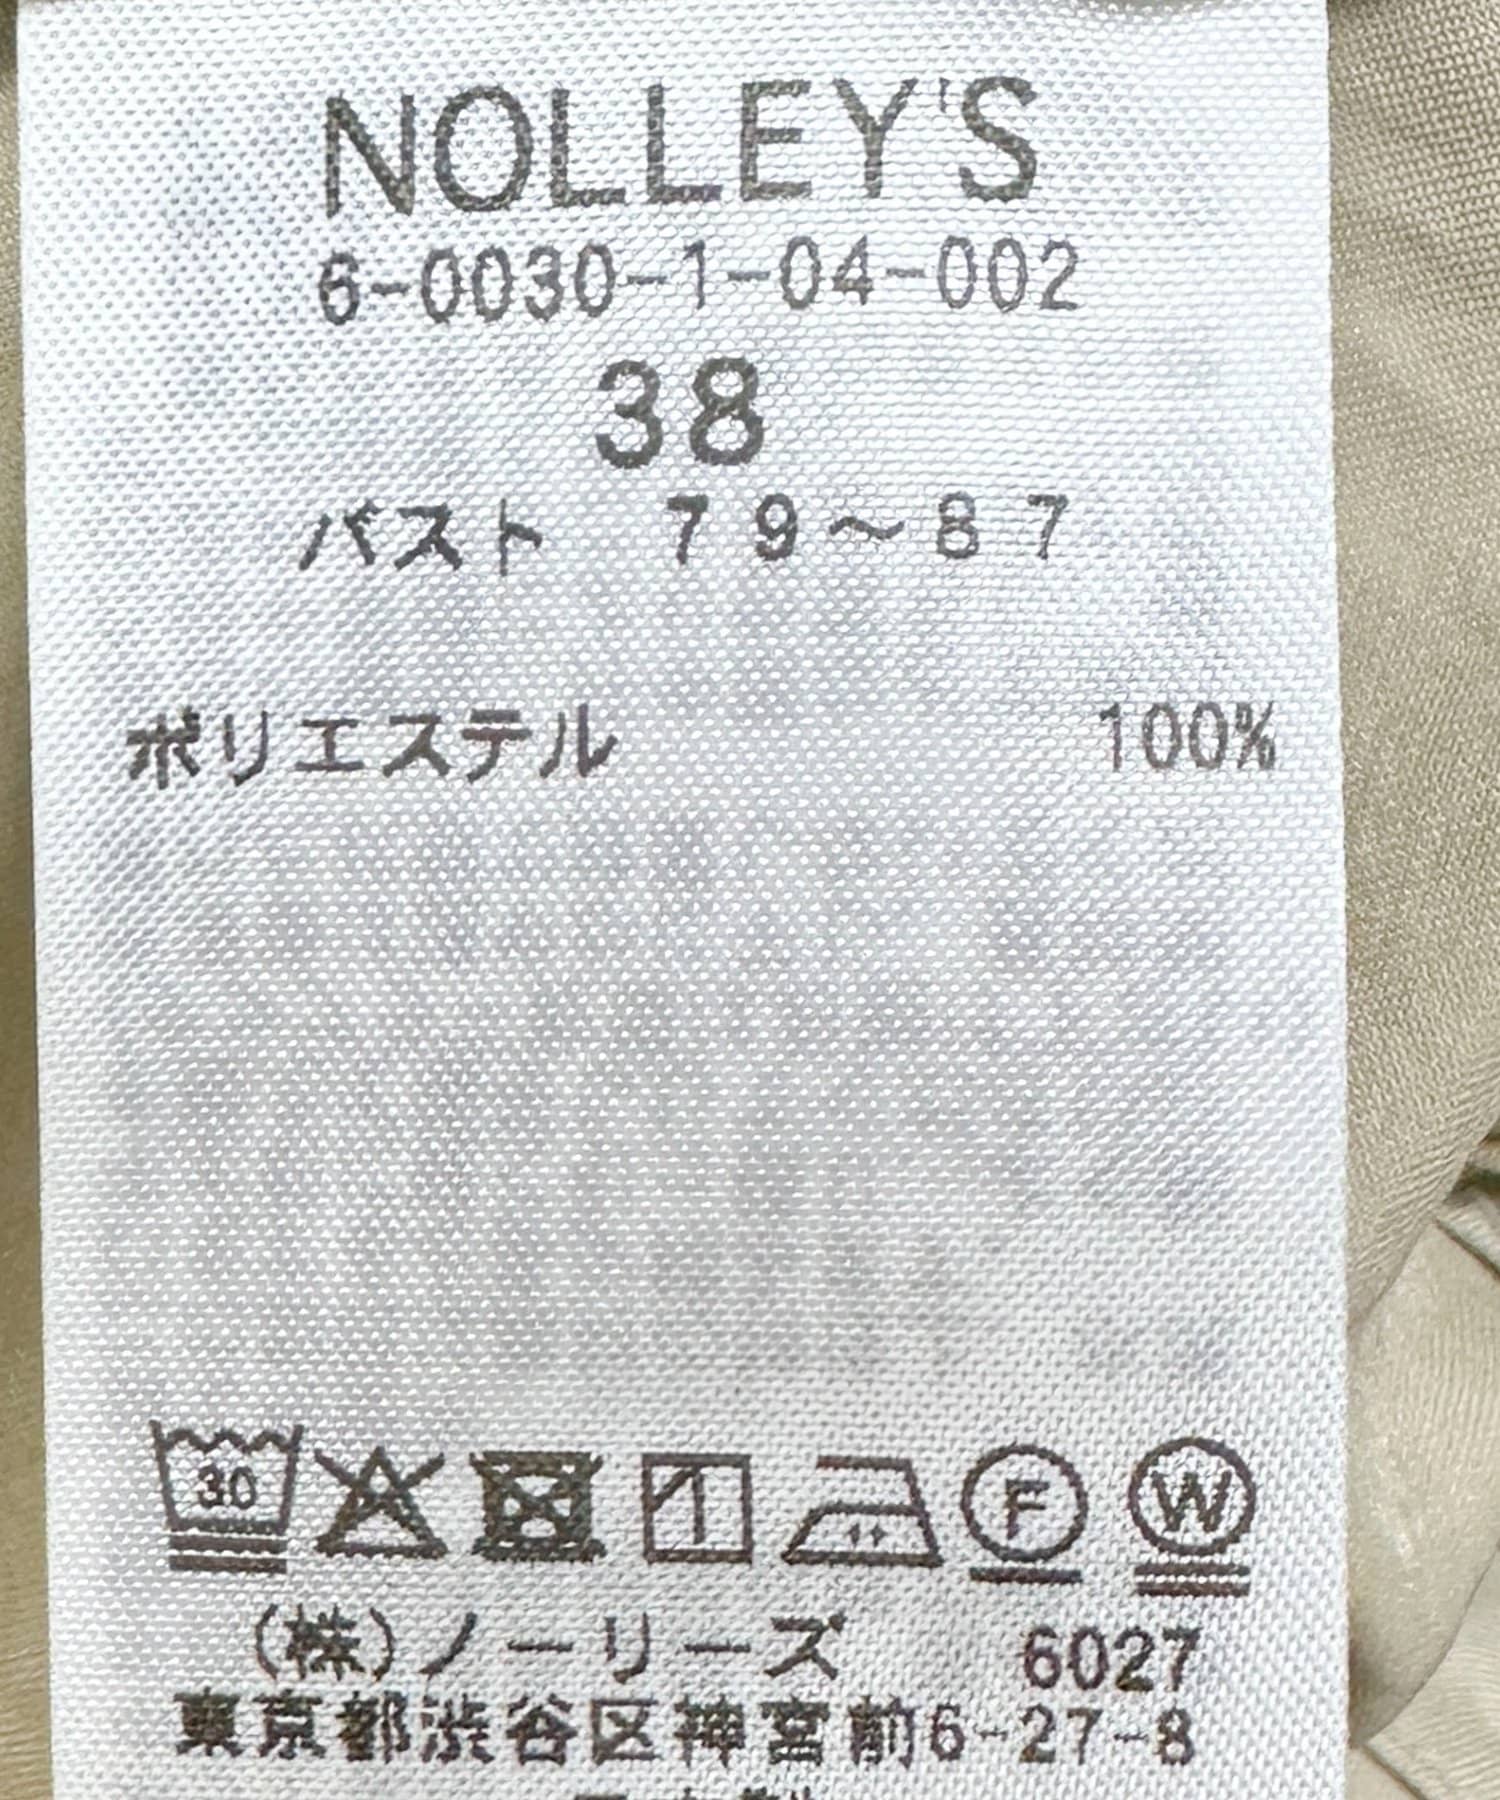 NOLLEY'S
6-0030-1-04-002
38
バスト　79～87
ポリエステル　100%
30
F W
(株)ノーリーズ　6027
東京都渋谷区神宮前6-27-8